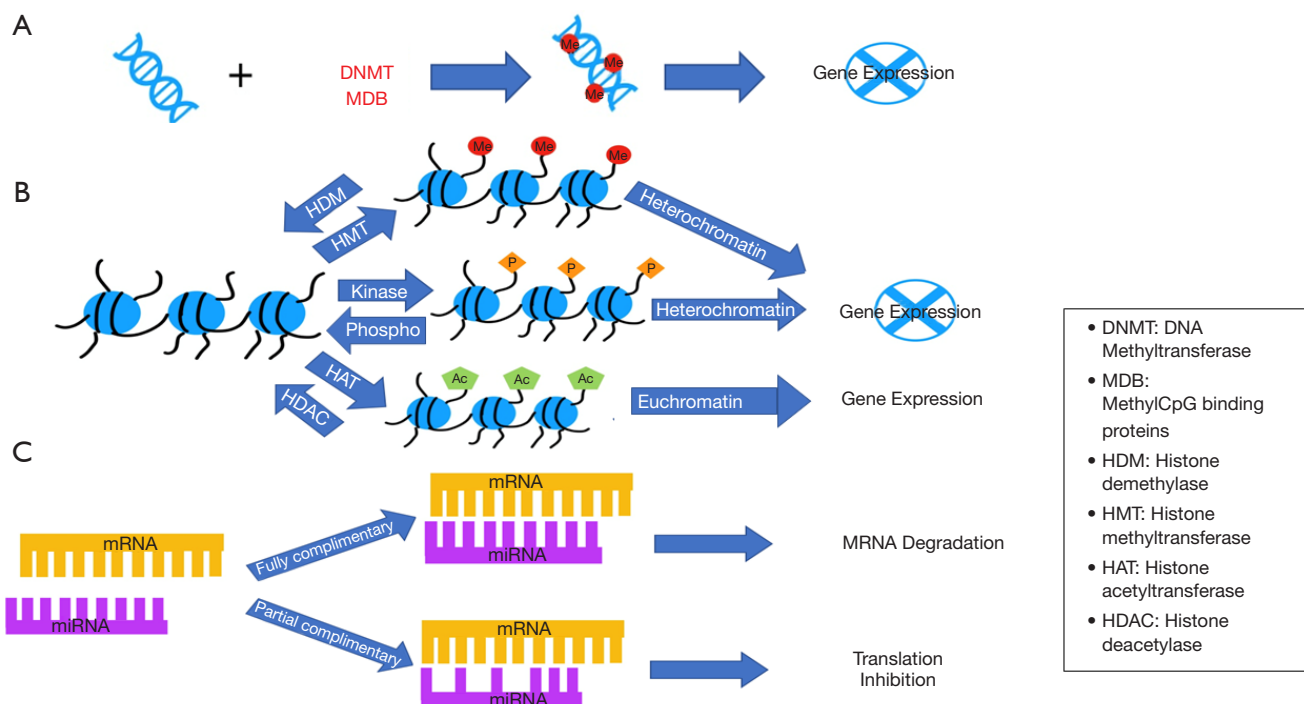 A
DNMT
MDB
Me
Me
Me
Gene Expression
B
HDM
HMT
Me
Me
Me
Heterochromatin
Kinase
Phospho
P
P
P
Heterochromatin
Gene Expression
HAT
HDAC
Ac
Ac
Ac
Euchromatin
Gene Expression
C
mRNA
miRNA
Fully complimentary
mRNA
miRNA
MRNA Degradation
Partial complimentary
mRNA
miRNA
Translation
Inhibition
• DNMT: DNA
Methyltransferase
• MDB:
MethylCpG binding
proteins
• HDM: Histone
demethylase
• HMT: Histone
methyltransferase
• HAT: Histone
acetyltransferase
• HDAC: Histone
deacetylase